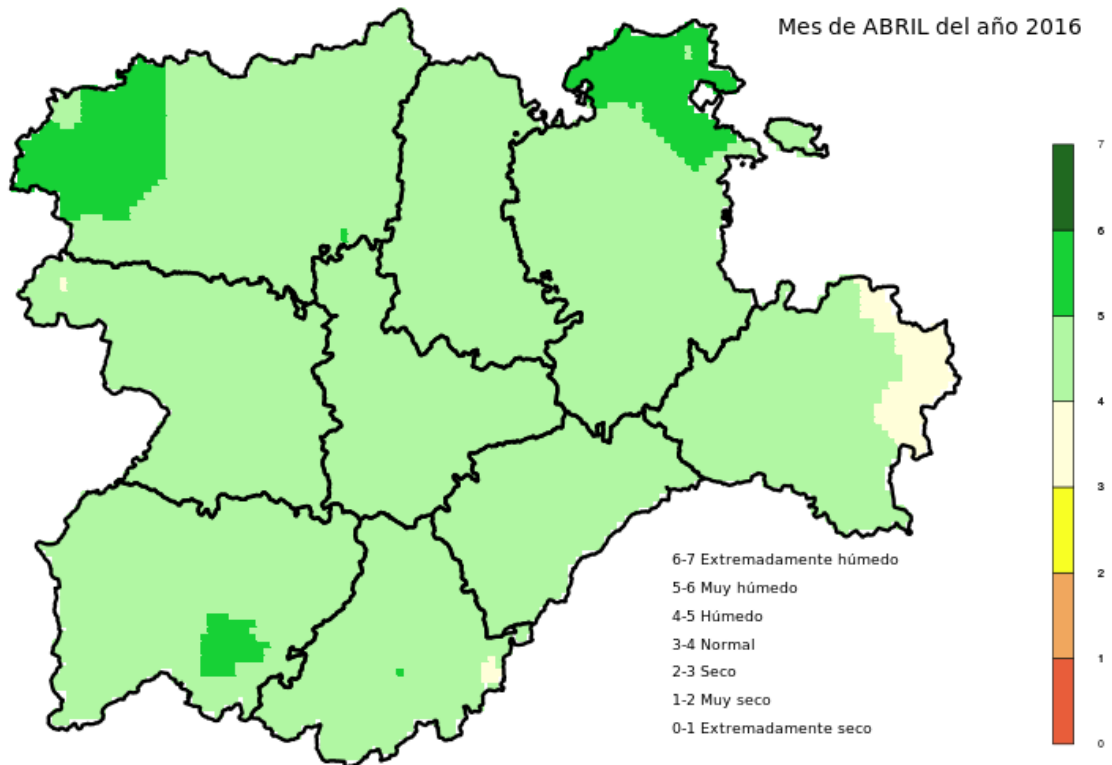 Mes de ABRIL del año 2016
7
6
5
4
3
2
1
0
6-7 Extremadamente húmedo
5-6 Muy húmedo
4-5 Húmedo
3-4 Normal
2-3 Seco
1-2 Muy seco
0-1 Extremadamente seco